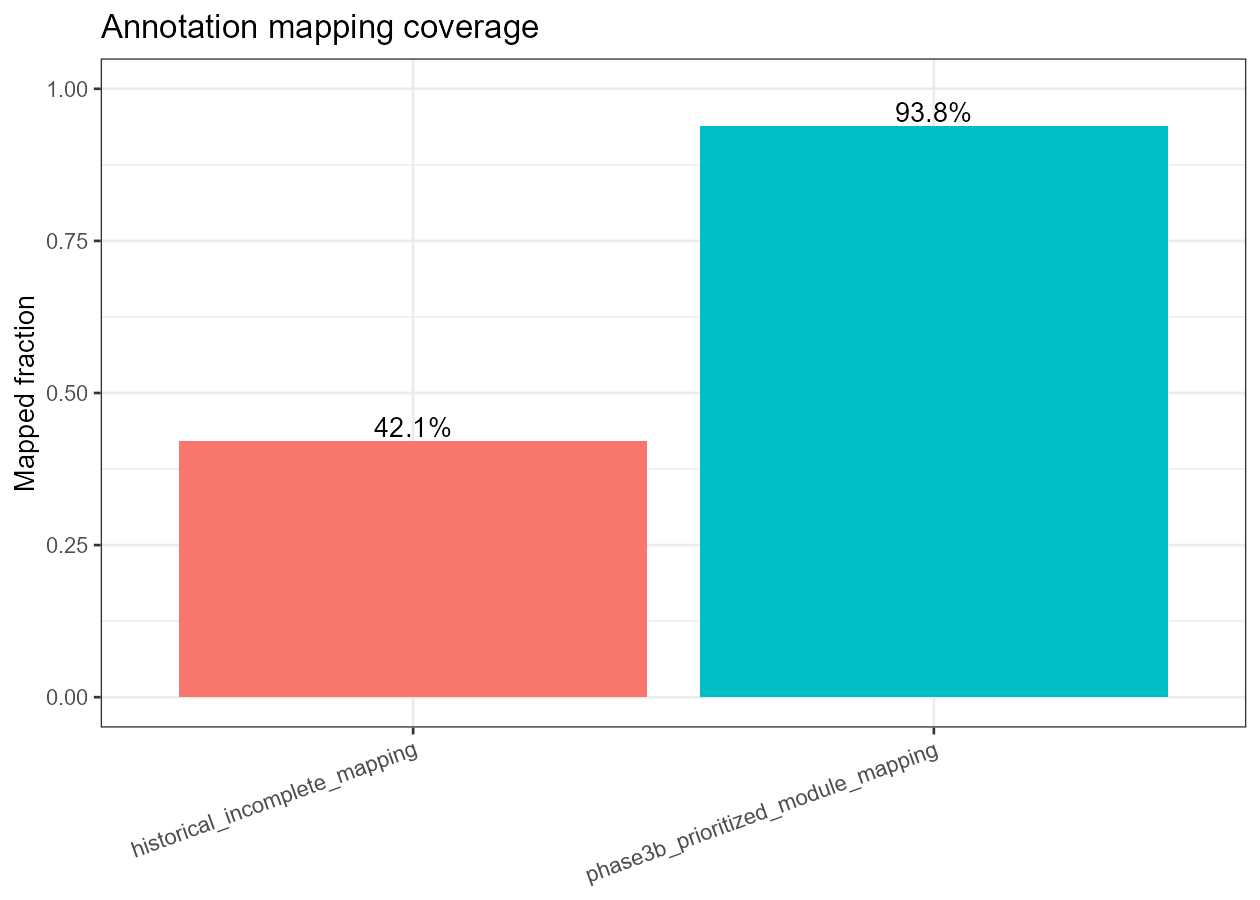 Annotation mapping coverage
1.00
0.75
0.50
0.25
0.00
Mapped fraction
93.8%
42.1%
historical_incomplete_mapping
phase3b_prioritized_module_mapping